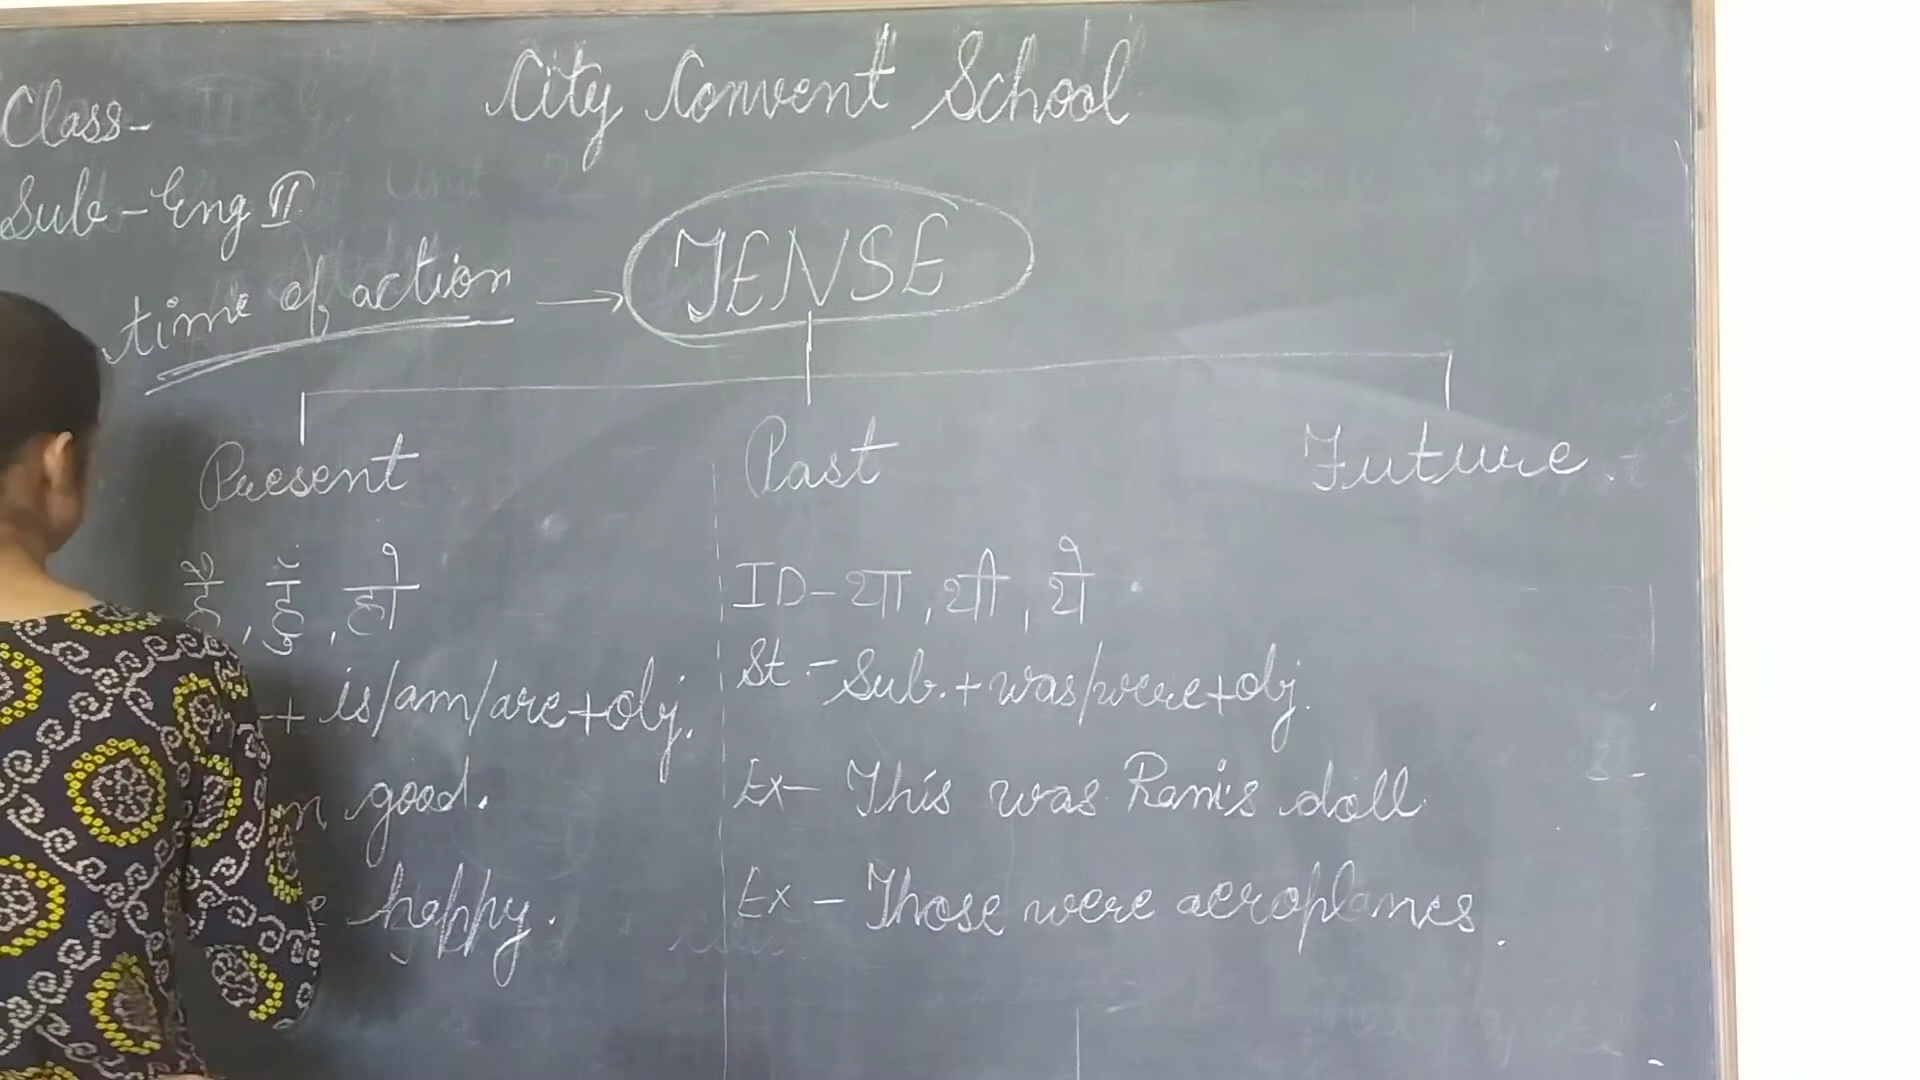 City Convent School
Class-
Sub-Eng II
time of action → TENSE
Present Past Future.
है, हूँ, हो
+ is/am/are+obj.
good.
happy.
ID- था, थी, थे
St - Sub. + was/were+obj.
Ex- This was Rani's doll
Ex - Those were aeroplanes.